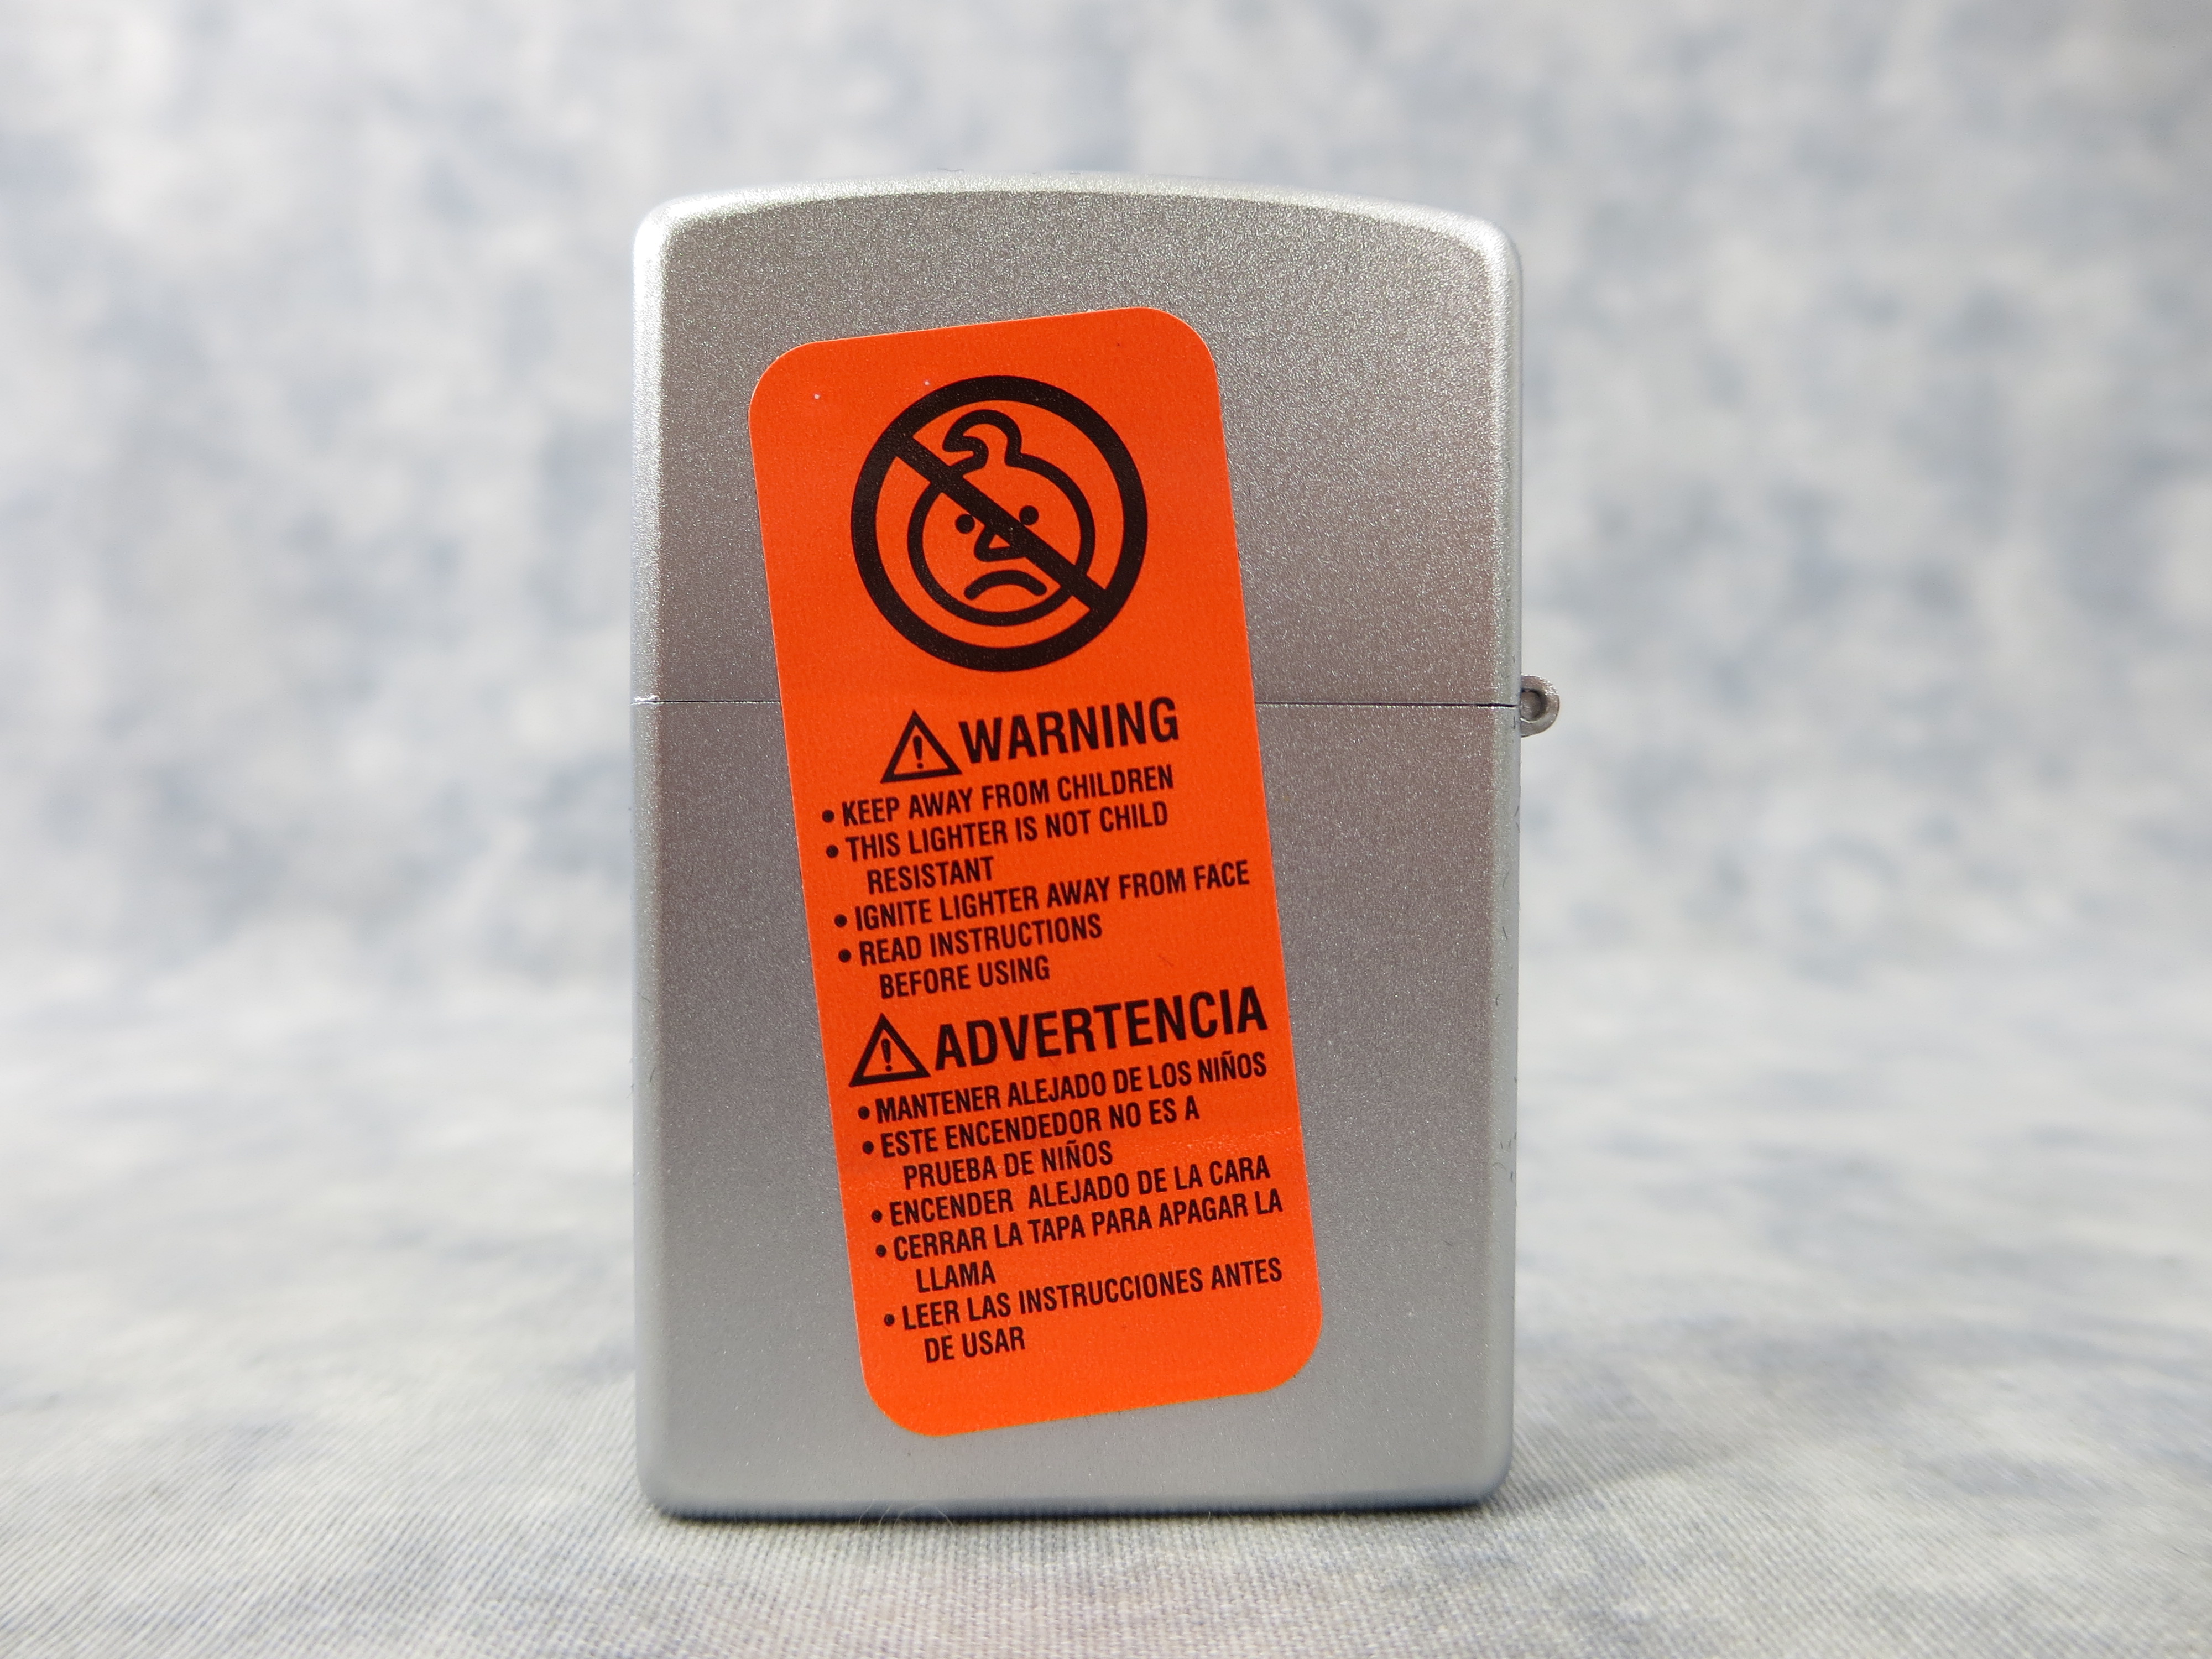 WARNING
• KEEP AWAY FROM CHILDREN
• THIS LIGHTER IS NOT CHILD
RESISTANT
• IGNITE LIGHTER AWAY FROM FACE
• READ INSTRUCTIONS
BEFORE USING
ADVERTENCIA
• MANTENER ALEJADO DE LOS NIÑOS
• ESTE ENCENDEDOR NO ES A
PRUEBA DE NIÑOS
• ENCENDER ALEJADO DE LA CARA
• CERRAR LA TAPA PARA APAGAR LA
LLAMA
• LEER LAS INSTRUCCIONES ANTES
DE USAR